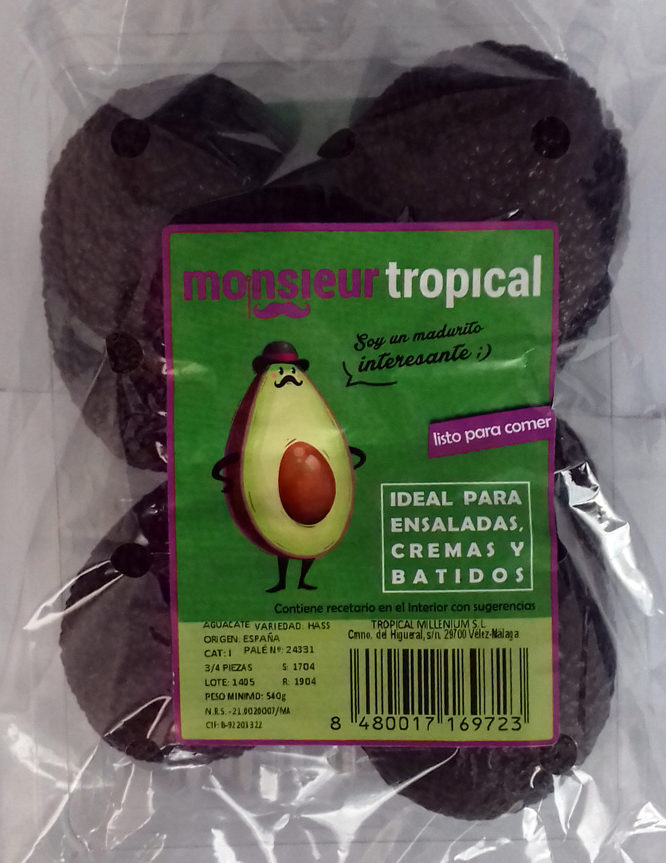 monsieur tropical
Soy un madurito
interesante ;)
listo para comer
IDEAL PARA
ENSALADAS,
CREMAS Y
BATIDOS
Contiene recetario en el Interior con sugerencias
AGUACATE VARIEDAD: HASS
ORIGEN: ESPAÑA
CAT: I PALÉ Nº: 24331
3/4 PIEZAS S: 1704
LOTE: 1405 R: 1904
PESO MINIMO: 540g
N.R.S. -21.0020007/MA
CIF: B-92201322
TROPICAL MILLENIUM S.L.
Cmno. del Higueral, s/n. 29700 Vélez-Málaga
8 480017 169723